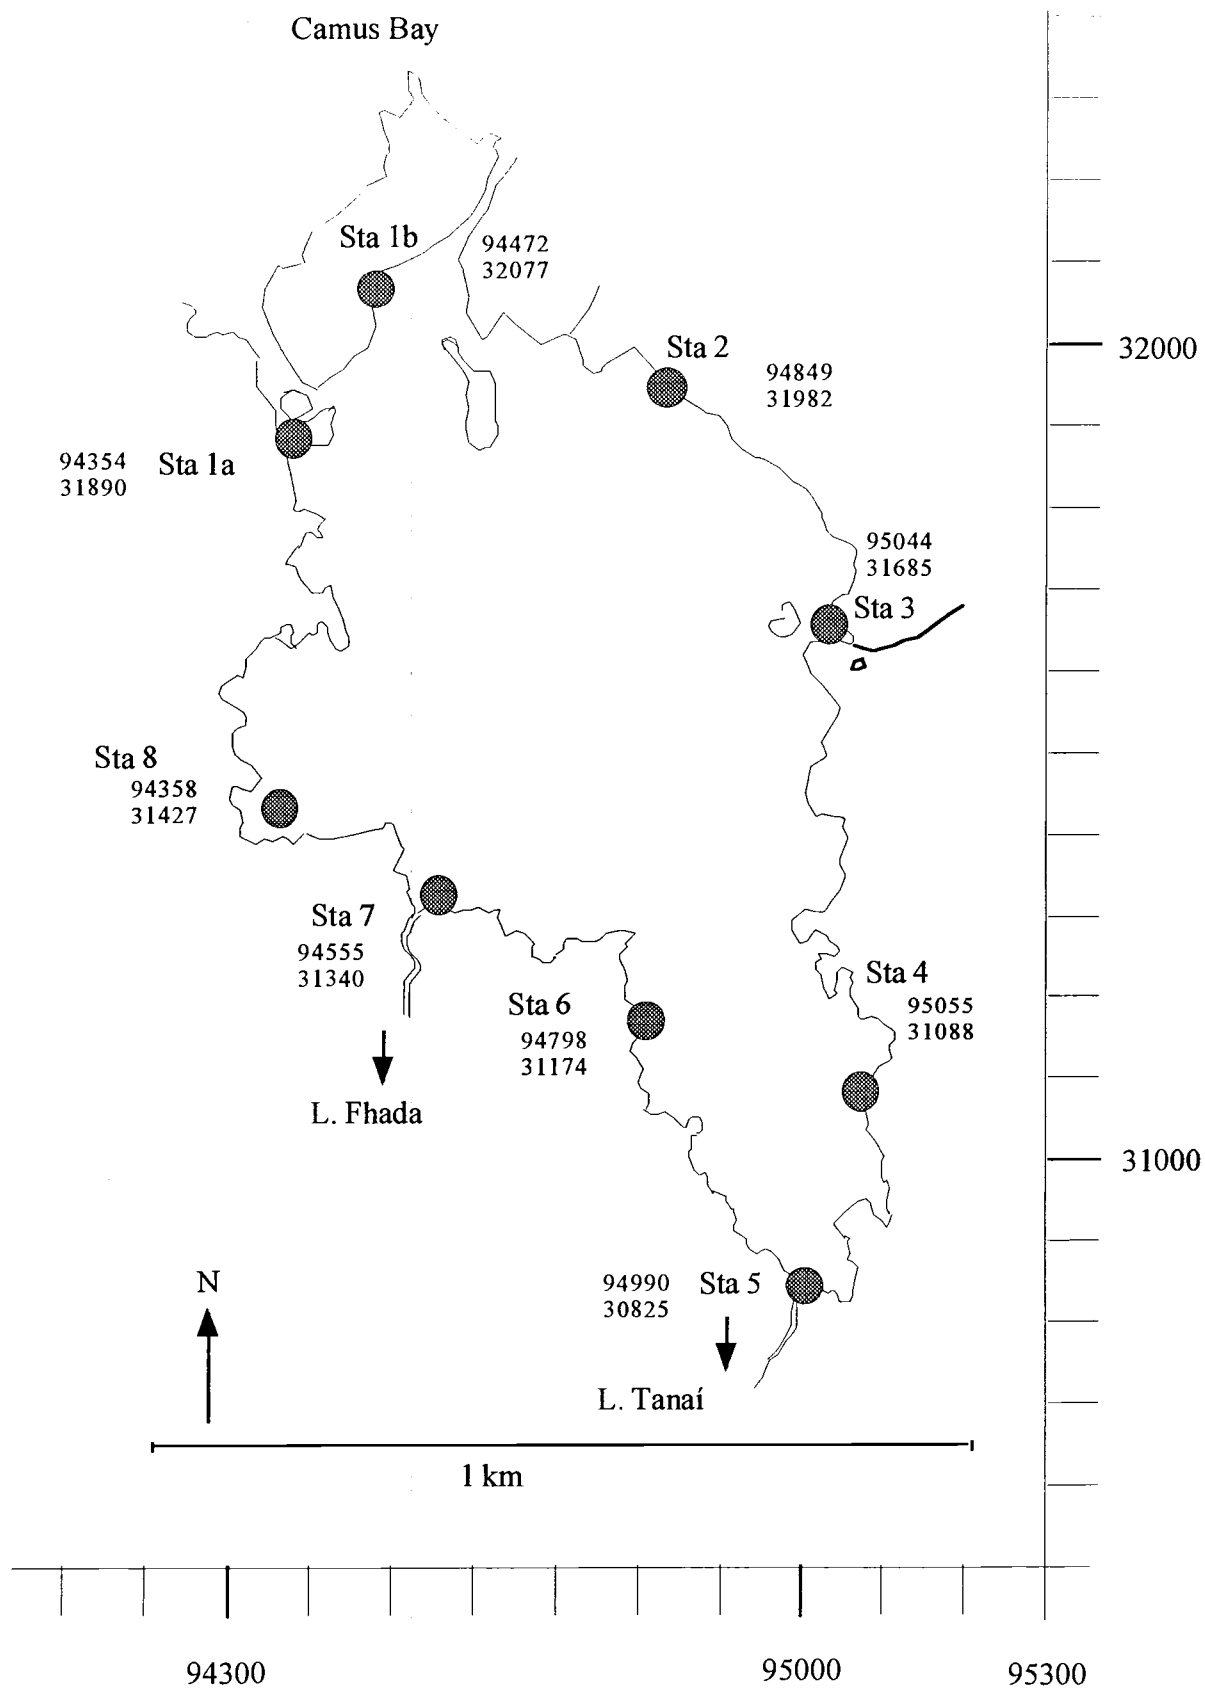 Camus Bay
Sta 1b
94472
32077
Sta 2
94849
31982
32000
94354
31890
Sta 1a
95044
31685
Sta 3
Sta 8
94358
31427
Sta 7
94555
31340
Sta 4
95055
31088
Sta 6
94798
31174
L. Fhada
31000
N
94990
30825
Sta 5
L. Tanaí
1 km
94300
95000
95300